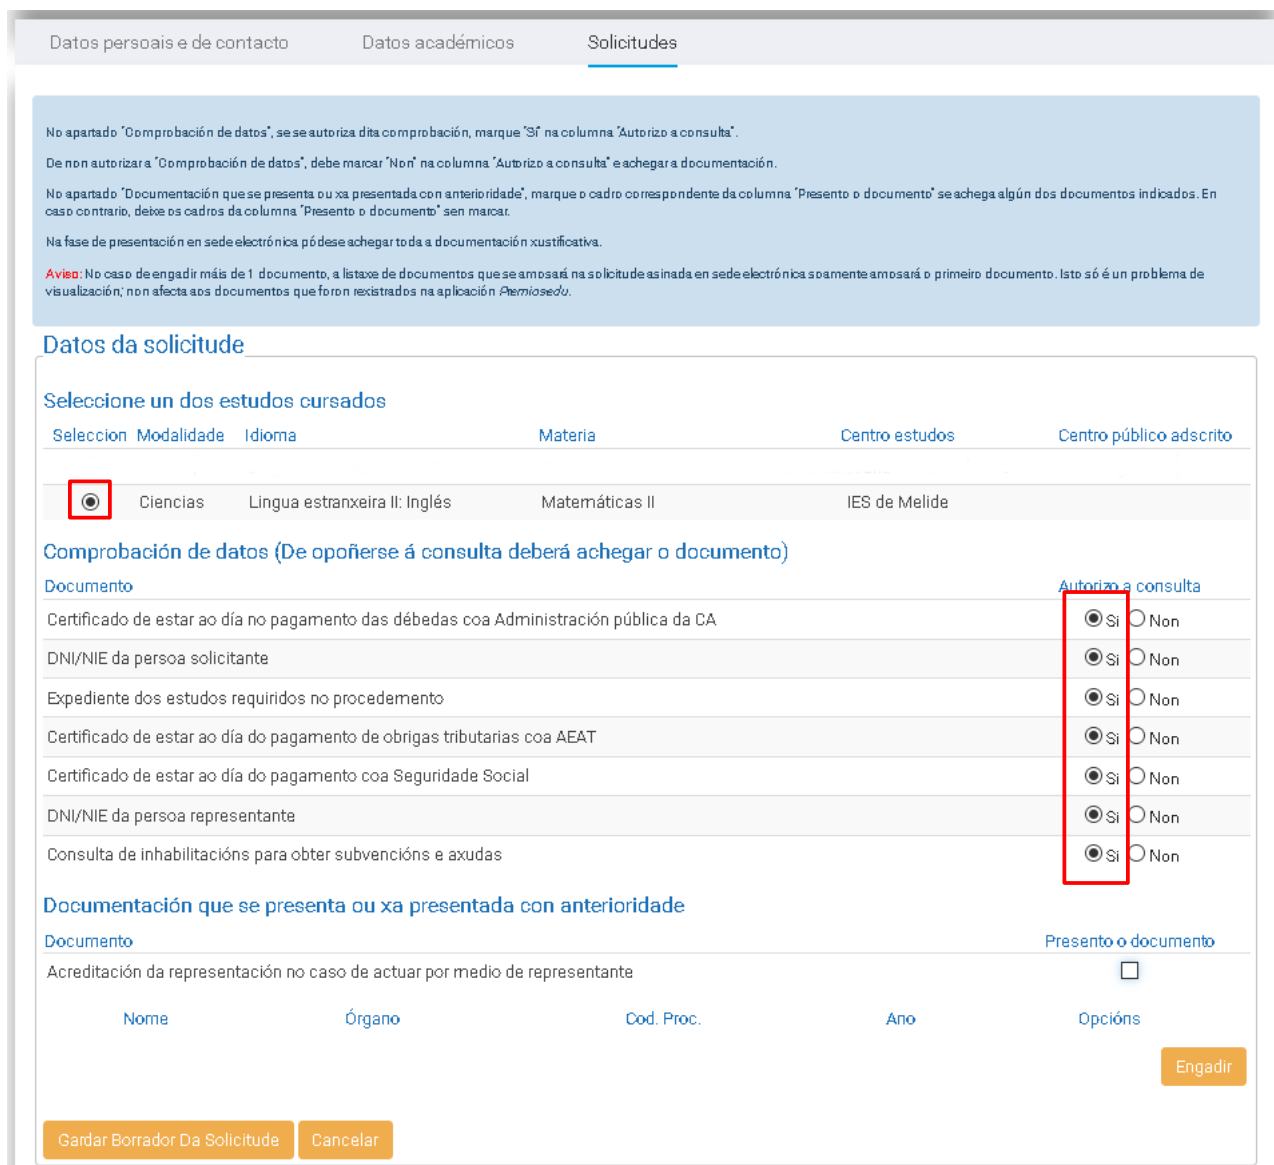 Datos persoais e de contacto Datos académicos Solicitudes
No apartado "Comprobación de datos", se se autoriza dita comprobación, marque "Si" na columna "Autorizo a consulta".
De non autorizar a "Comprobación de datos", debe marcar "Non" na columna "Autorizo a consulta" e achegar a documentación.
No apartado "Documentación que se presenta ou xa presentada con anterioridade", marque o cadro correspondente da columna "Presento o documento" se achega algún dos documentos indicados. En
caso contrario, deixe os cadros da columna "Presento o documento" sen marcar.
Na fase de presentación en sede electrónica pódese achegar toda a documentación xustificativa.
Aviso: No caso de engadir máis de 1 documento, a listaxe de documentos que se amosará na solicitude asinada en sede electrónica soamente amosará o primeiro documento. Isto só é un problema de
visualización; non afecta aos documentos que foron rexistrados na aplicación Premiosedu.
Datos da solicitude
Seleccione un dos estudos cursados
Seleccion Modalidade Idioma Materia Centro estudos Centro público adscrito
Ciencias Lingua estranxeira II: Inglés Matemáticas II IES de Melide
Comprobación de datos (De opoñerse á consulta deberá achegar o documento)
Documento Autorizo a consulta
Certificado de estar ao día no pagamento das débedas coa Administración pública da CA Si Non
DNI/NIE da persoa solicitante Si Non
Expediente dos estudos requiridos no procedemento Si Non
Certificado de estar ao día do pagamento de obrigas tributarias coa AEAT Si Non
Certificado de estar ao día do pagamento coa Seguridade Social Si Non
DNI/NIE da persoa representante Si Non
Consulta de inhabilitacións para obter subvencións e axudas Si Non
Documentación que se presenta ou xa presentada con anterioridade
Documento Presento o documento
Acreditación da representación no caso de actuar por medio de representante
Nome Órgano Cod. Proc. Ano Opcións
Engadir
Gardar Borrador Da Solicitude Cancelar